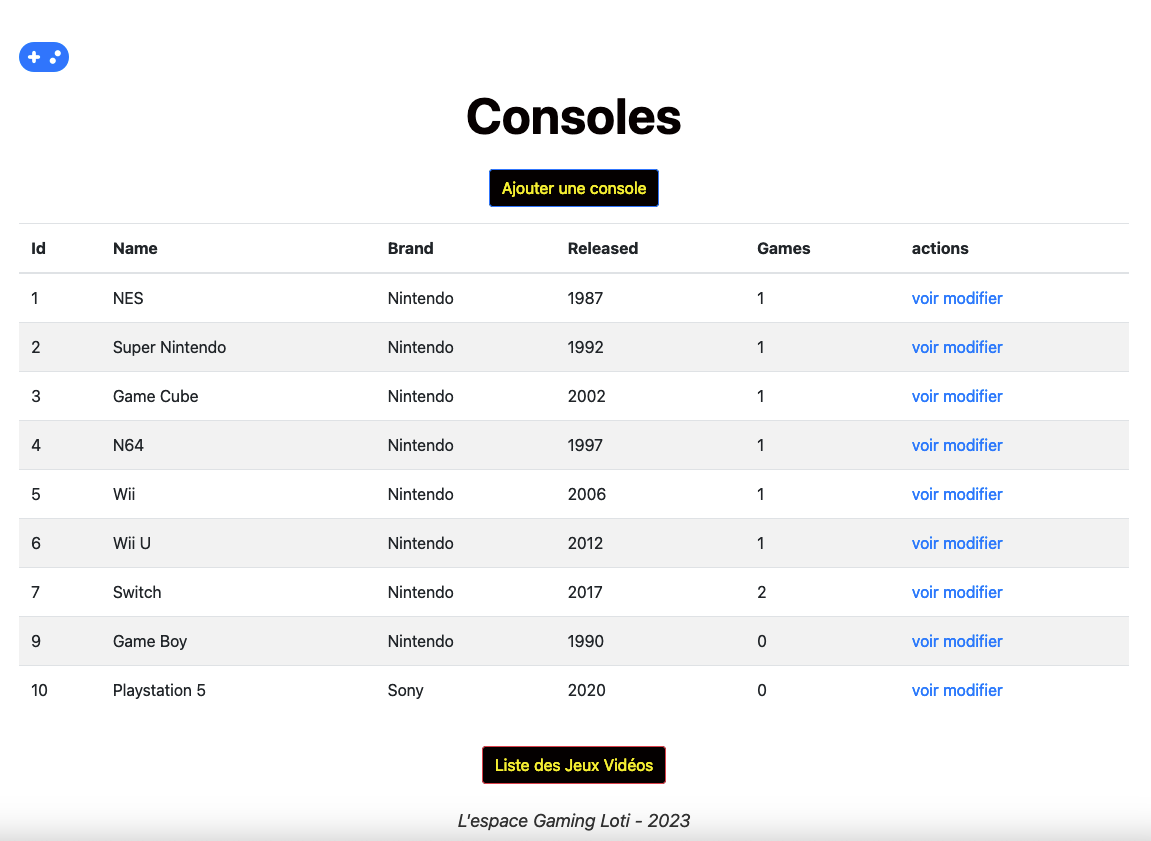 Consoles
Ajouter une console
Id Name Brand Released Games actions
1 NES Nintendo 1987 1 voir modifier
2 Super Nintendo Nintendo 1992 1 voir modifier
3 Game Cube Nintendo 2002 1 voir modifier
4 N64 Nintendo 1997 1 voir modifier
5 Wii Nintendo 2006 1 voir modifier
6 Wii U Nintendo 2012 1 voir modifier
7 Switch Nintendo 2017 2 voir modifier
9 Game Boy Nintendo 1990 0 voir modifier
10 Playstation 5 Sony 2020 0 voir modifier
Liste des Jeux Vidéos
L'espace Gaming Loti - 2023